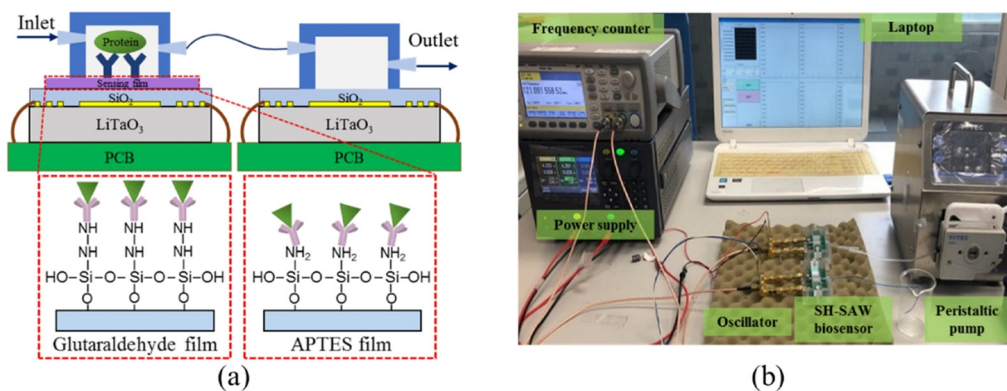 Inlet
Protein
Outlet
Sensing film
SiO2
LiTaO3
PCB
LiTaO3
PCB
NH NH NH
NH NH NH
HO-Si-O-Si-O-Si-OH
O O O
Glutaraldehyde film
NH2 NH2 NH2
HO-Si-O-Si-O-Si-OH
O O O
APTES film
(a)
Frequency counter
Laptop
Power supply
Oscillator
SH-SAW
biosensor
Peristaltic
pump
(b)